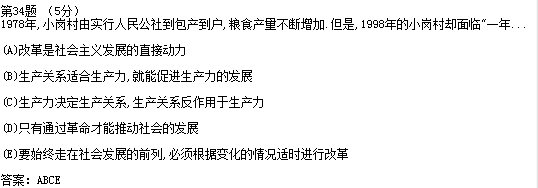 第34题 （5分）
1978年,小岗村由实行人民公社到包产到户,粮食产量不断增加.但是,1998年的小岗村却面临“一年...
(A)改革是社会主义发展的直接动力
(B)生产关系适合生产力,就能促进生产力的发展
(C)生产力决定生产关系,生产关系反作用于生产力
(D)只有通过革命才能推动社会的发展
(E)要始终走在社会发展的前列,必须根据变化的情况适时进行改革
答案: ABCE